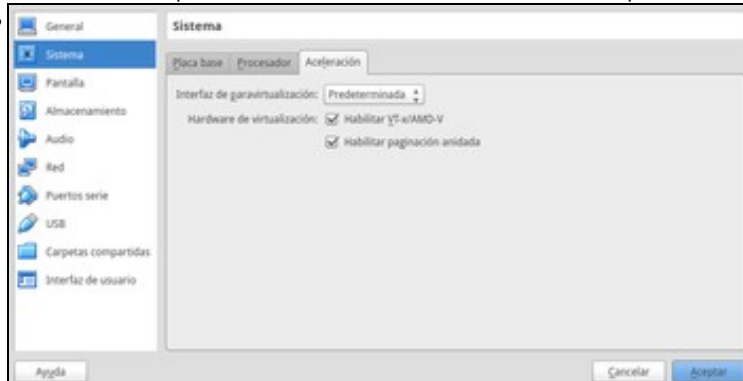 General
Sistema
Pantalla
Almacenamiento
Audio
Red
Puertos serie
USB
Carpetas compartidas
Interfaz de usuario
Sistema
Placa base Procesador Aceleración
Interfaz de paravirtualización: Predeterminada
Hardware de virtualización: Habilitar VT-x/AMD-V
Habilitar paginación anidada
Ayuda Cancelar Aceptar